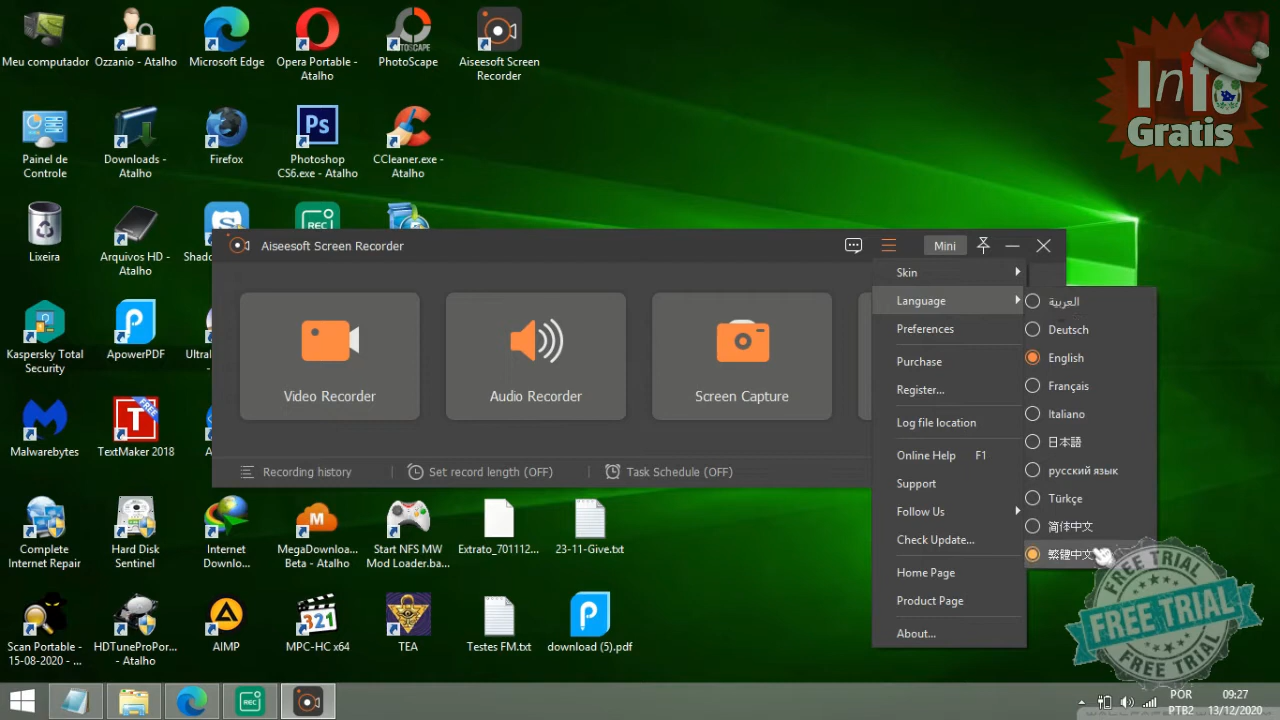 Meu computador
Ozzanio - Atalho
Microsoft Edge
Opera Portable -
Atalho
PhotoScape
Aiseesoft Screen
Recorder
Painel de
Controle
Downloads -
Atalho
Firefox
Ps
Photoshop
CS6.exe - Atalho
CCleaner.exe -
Atalho
Info
Gratis
Lixeira
Arquivos HD -
Atalho
REC
Aiseesoft Screen Recorder
Mini
Video Recorder
Audio Recorder
Screen Capture
Recording history
Set record length (OFF)
Task Schedule (OFF)
Skin
Language
Preferences
Purchase
Register...
Log file location
Online Help F1
Support
Follow Us
Check Update...
Home Page
Product Page
About...
العربية
Deutsch
English
Français
Italiano
日本語
русский язык
Türkçe
简体中文
繁體中文
Kaspersky Total
Security
ApowerPDF
Malwarebytes
FREE
TextMaker 2018
Complete
Internet Repair
Hard Disk
Sentinel
Internet
Downlo...
MegaDownloa...
Beta - Atalho
Start NFS MW
Mod Loader.ba...
Extrato_701112...
23-11-Give.txt
Scan Portable -
15-08-2020 - ...
HDTuneProPor...
- Atalho
AIMP
321
MPC-HC x64
TEA
Testes FM.txt
download (5).pdf
FREE TRIAL
FREE TRIAL
FREE TRIAL
REC
POR
PTB2
09:27
13/12/2020